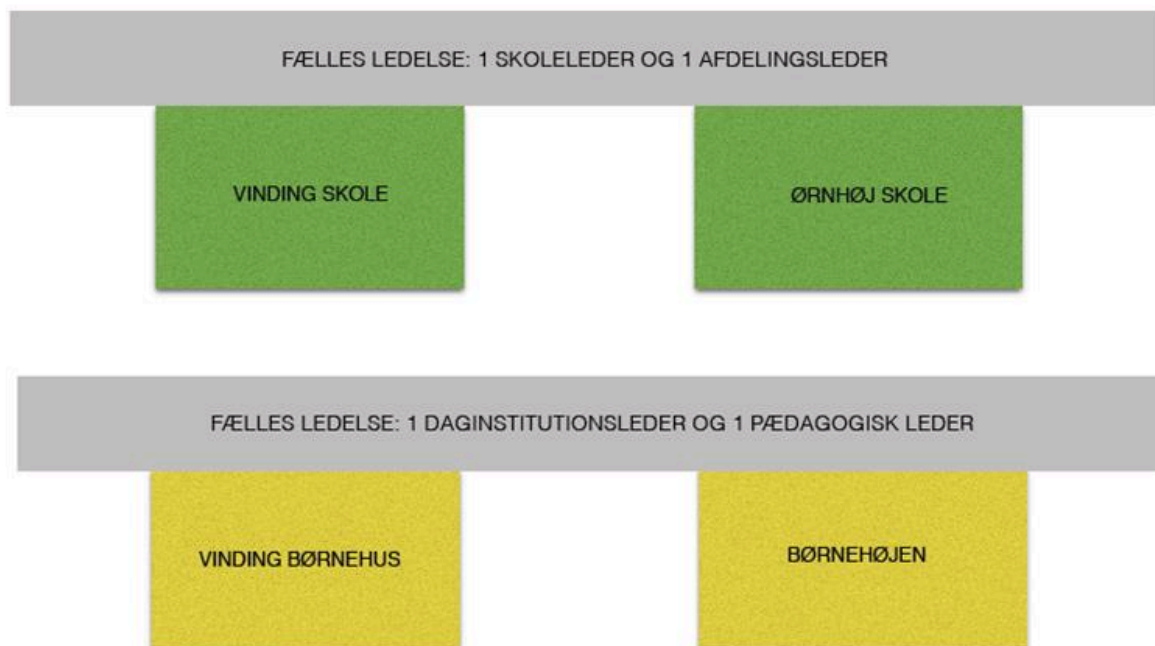 FÆLLES LEDELSE: 1 SKOLELEDER OG 1 AFDELINGSLEDER
VINDING SKOLE
ØRNHØJ SKOLE
FÆLLES LEDELSE: 1 DAGINSTITUTIONSLEDER OG 1 PÆDAGOGISK LEDER
VINDING BØRNEHUS
BØRNEHØJEN